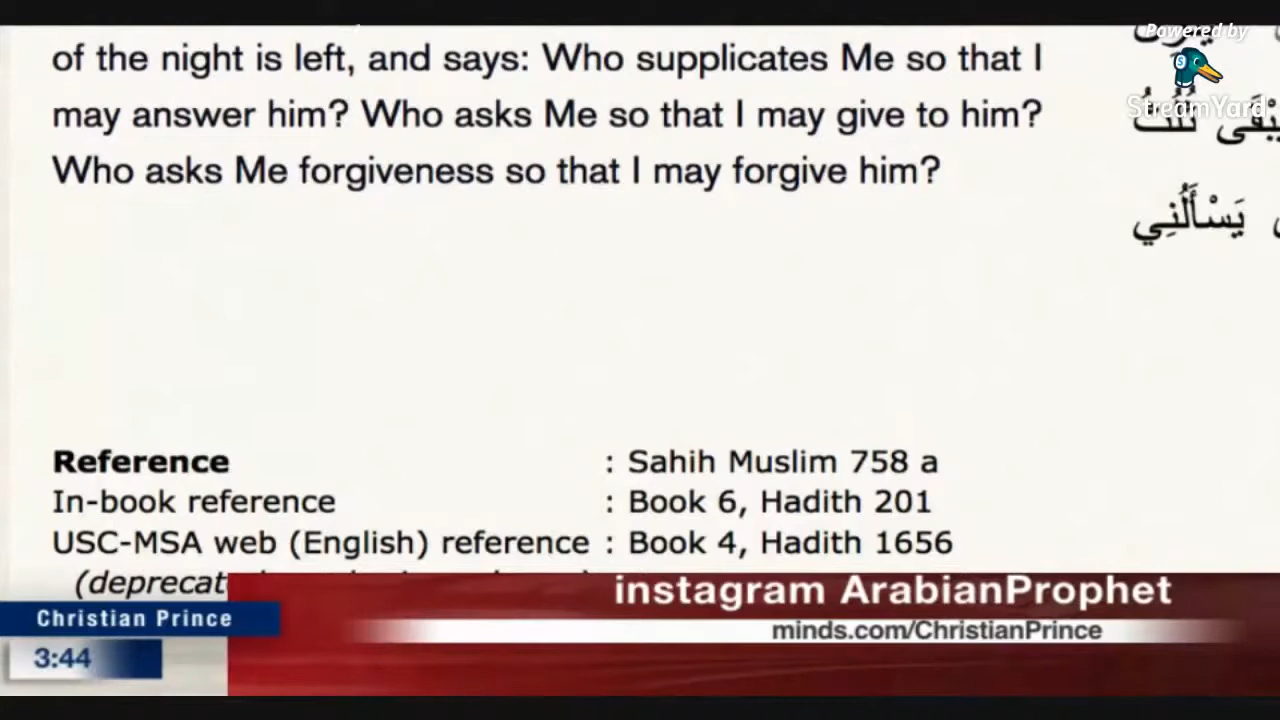 Powered by
StreamYard
of the night is left, and says: Who supplicates Me so that I
may answer him? Who asks Me so that I may give to him?
Who asks Me forgiveness so that I may forgive him?
يَسْأَلُنِي
Reference : Sahih Muslim 758 a
In-book reference : Book 6, Hadith 201
USC-MSA web (English) reference : Book 4, Hadith 1656
instagram ArabianProphet
Christian Prince
minds.com/ChristianPrince
3:44